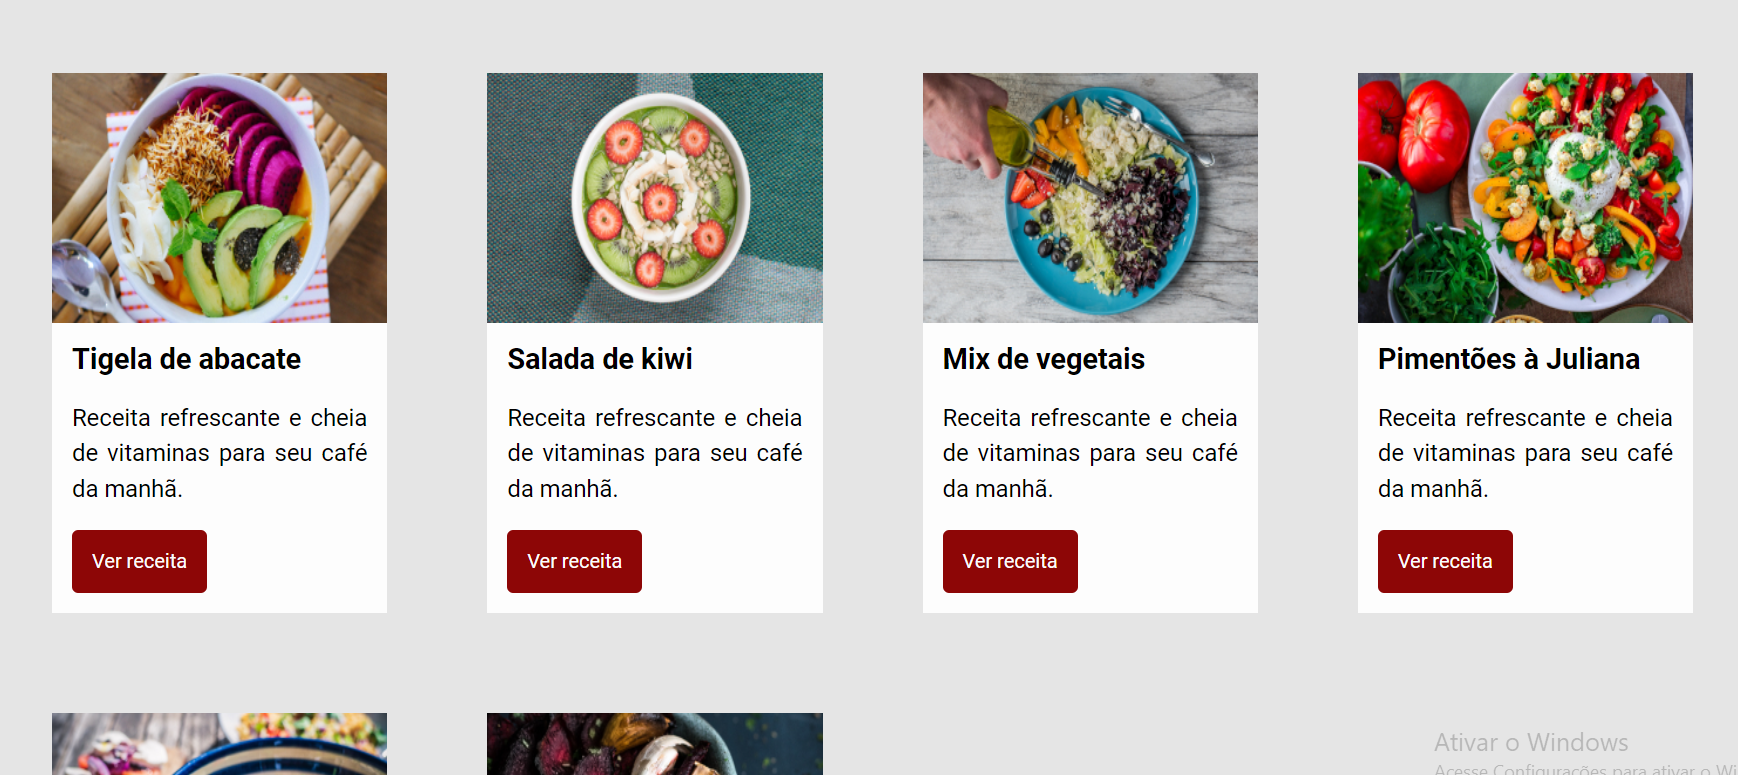 Tigela de abacate
Receita refrescante e cheia
de vitaminas para seu café
da manhã.
Ver receita
Salada de kiwi
Receita refrescante e cheia
de vitaminas para seu café
da manhã.
Ver receita
Mix de vegetais
Receita refrescante e cheia
de vitaminas para seu café
da manhã.
Ver receita
Pimentões à Juliana
Receita refrescante e cheia
de vitaminas para seu café
da manhã.
Ver receita
Ativar o Windows
Acesse Configurações para ativar o Wi